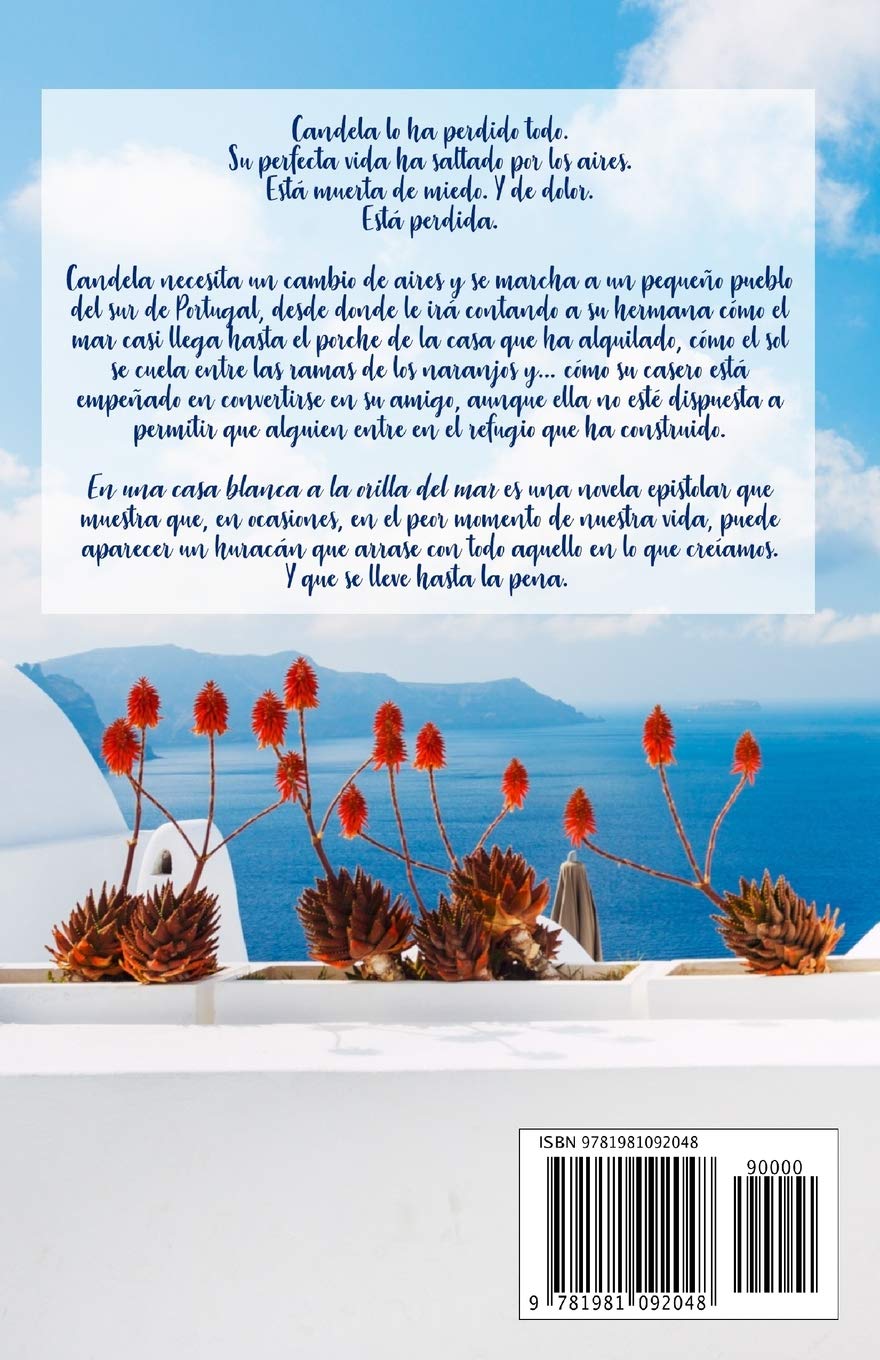 Candela lo ha perdido todo.
Su perfecta vida ha saltado por los aires.
Está muerta de miedo. Y de dolor.
Está perdida.
Candela necesita un cambio de aires y se marcha a un pequeño pueblo
del sur de Portugal, desde donde le irá contando a su hermana cómo el
mar casi llega hasta el porche de la casa que ha alquilado, cómo el sol
se cuela entre las ramas de los naranjos y... cómo su casero está
empeñado en convertirse en su amigo, aunque ella no esté dispuesta a
permitir que alguien entre en el refugio que ha construido.
En una casa blanca a la orilla del mar es una novela epistolar que
muestra que, en ocasiones, en el peor momento de nuestra vida, puede
aparecer un huracán que arrase con todo aquello en lo que creíamos.
Y que se lleve hasta la pena.
ISBN 9781981092048
90000
9 781981 092048